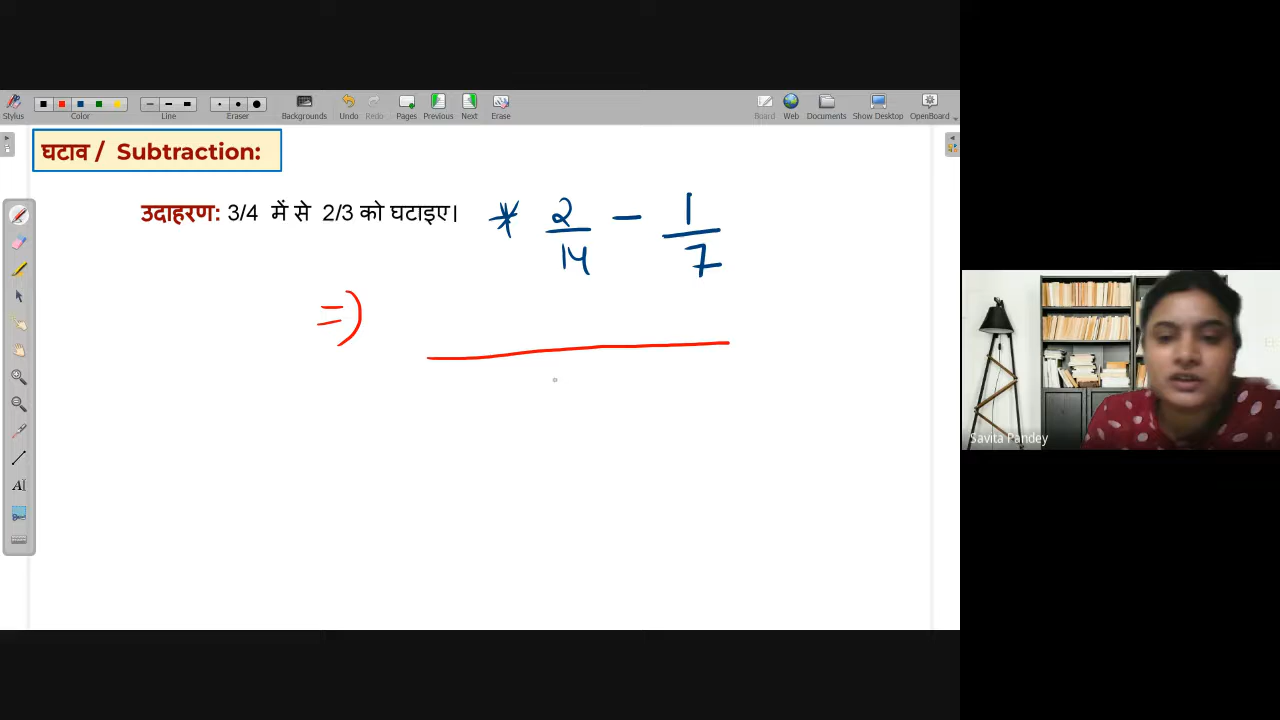 Stylus
Color
Line
Eraser
Backgrounds
Undo
Redo
Pages
Previous
Next
Erase
Board
Web
Documents
Show Desktop
OpenBoard
घटाव / Subtraction:
उदाहरण: 3/4 में से 2/3 को घटाइए।
* 2/14 - 1/7
=)
Savita Pandey